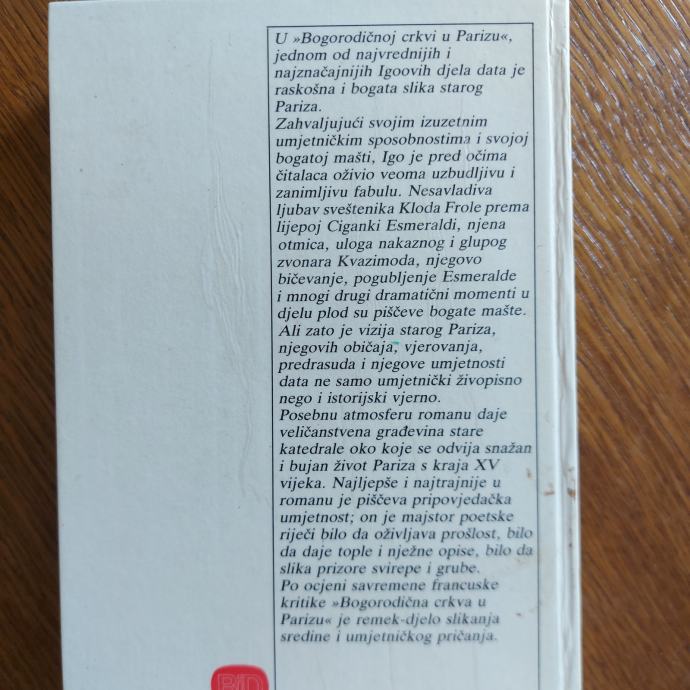 U »Bogorodičnoj crkvi u Parizu«,
jednom od najvrednijih i
najznačajnijih Igoovih djela data je
raskošna i bogata slika starog
Pariza.
Zahvaljujući svojim izuzetnim
umjetničkim sposobnostima i svojoj
bogatoj mašti, Igo je pred očima
čitalaca oživio veoma uzbudljivu i
zanimljivu fabulu. Nesavladiva
ljubav sveštenika Kloda Frole prema
lijepoj Ciganki Esmeraldi, njena
otmica, uloga nakaznog i glupog
zvonara Kvazimoda, njegovo
bičevanje, pogubljenje Esmeralde
i mnogi drugi dramatični momenti u
djelu plod su piščeve bogate mašte.
Ali zato je vizija starog Pariza,
njegovih običaja, vjerovanja,
predrasuda i njegove umjetnosti
data ne samo umjetnički živopisno
nego i istorijski vjerno.
Posebnu atmosferu romanu daje
veličanstvena građevina stare
katedrale oko koje se odvija snažan
i bujan život Pariza s kraja XV
vijeka. Najljepše i najtrajnije u
romanu je piščeva pripovjedačka
umjetnost; on je majstor poetske
riječi bilo da oživljava prošlost, bilo
da daje tople i nježne opise, bilo da
slika prizore svirepe i grube.
Po ocjeni savremene francuske
kritike »Bogorodična crkva u
Parizu« je remek-djelo slikanja
sredine i umjetničkog pričanja.